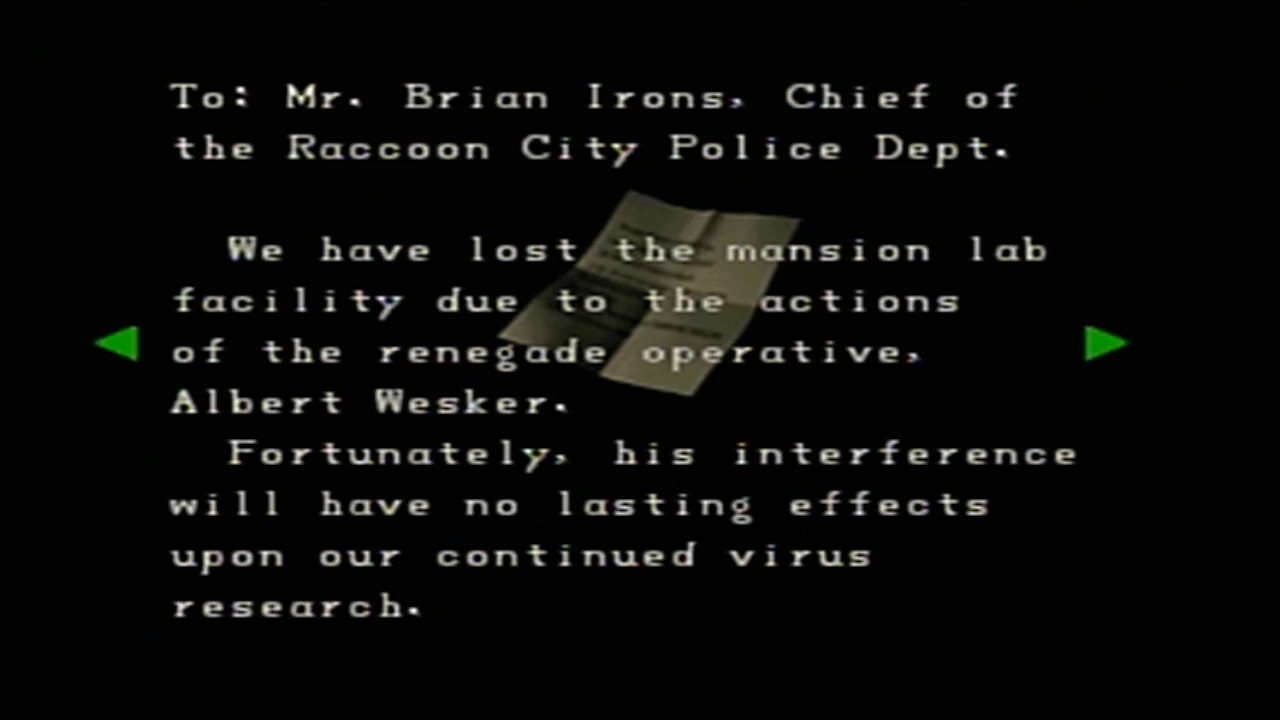 To: Mr. Brian Irons, Chief of
the Raccoon City Police Dept.
We have lost the mansion lab
facility due to the actions
of the renegade operative,
Albert Wesker.
Fortunately, his interference
will have no lasting effects
upon our continued virus
research.